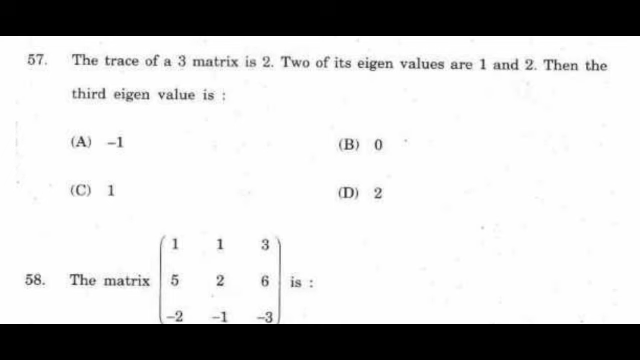 57. The trace of a 3 matrix is 2. Two of its eigen values are 1 and 2. Then the
third eigen value is :
(A) –1 (B) 0
(C) 1 (D) 2
1 1 3
58. The matrix 5 2 6 is :
–2 –1 –3